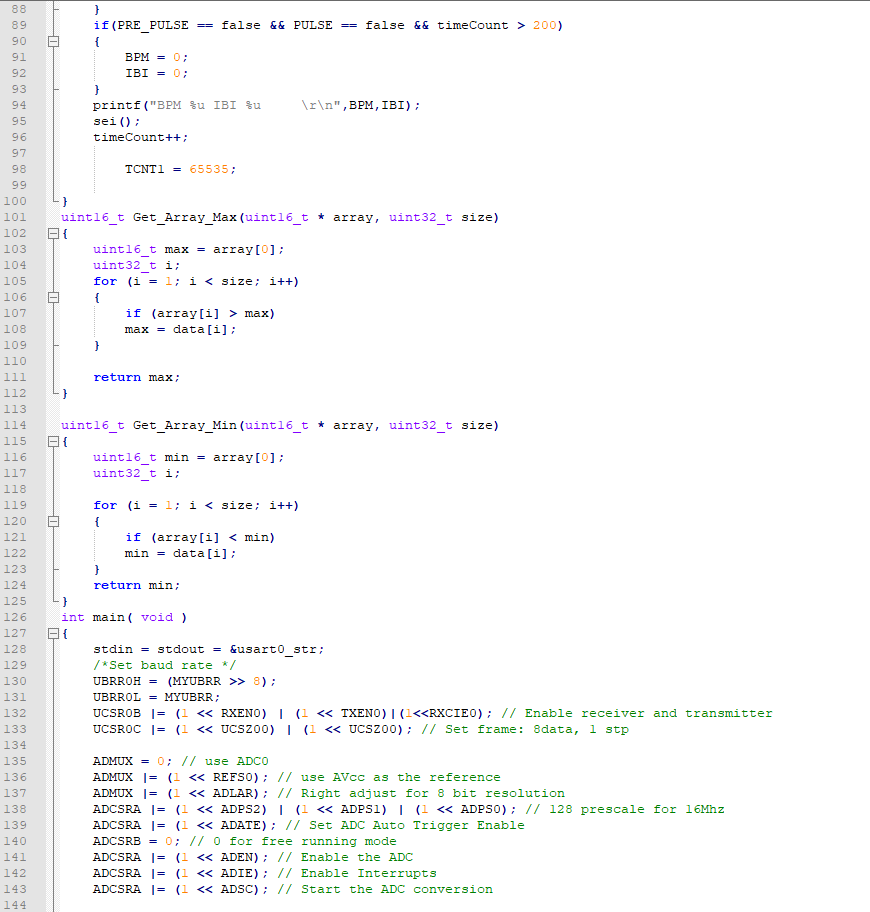 88 }
89 if(PRE_PULSE == false && PULSE == false && timeCount > 200)
90 {
91 BPM = 0;
92 IBI = 0;
93 }
94 printf("BPM %u IBI %u     \r\n",BPM,IBI);
95 sei();
96 timeCount++;
97
98 TCNT1 = 65535;
99
100 }
101 uint16_t Get_Array_Max(uint16_t * array, uint32_t size)
102 {
103 uint16_t max = array[0];
104 uint32_t i;
105 for (i = 1; i < size; i++)
106 {
107 if (array[i] > max)
108 max = data[i];
109 }
110
111 return max;
112 }
113
114 uint16_t Get_Array_Min(uint16_t * array, uint32_t size)
115 {
116 uint16_t min = array[0];
117 uint32_t i;
118
119 for (i = 1; i < size; i++)
120 {
121 if (array[i] < min)
122 min = data[i];
123 }
124 return min;
125 }
126 int main( void )
127 {
128 stdin = stdout = &usart0_str;
129 /*Set baud rate */
130 UBRR0H = (MYUBRR >> 8);
131 UBRR0L = MYUBRR;
132 UCSR0B |= (1 << RXEN0) | (1 << TXEN0)|(1<<RXCIE0); // Enable receiver and transmitter
133 UCSR0C |= (1 << UCSZ00) | (1 << UCSZ00); // Set frame: 8data, 1 stp
134
135 ADMUX = 0; // use ADC0
136 ADMUX |= (1 << REFS0); // use AVcc as the reference
137 ADMUX |= (1 << ADLAR); // Right adjust for 8 bit resolution
138 ADCSRA |= (1 << ADPS2) | (1 << ADPS1) | (1 << ADPS0); // 128 prescale for 16Mhz
139 ADCSRA |= (1 << ADATE); // Set ADC Auto Trigger Enable
140 ADCSRB = 0; // 0 for free running mode
141 ADCSRA |= (1 << ADEN); // Enable the ADC
142 ADCSRA |= (1 << ADIE); // Enable Interrupts
143 ADCSRA |= (1 << ADSC); // Start the ADC conversion
144